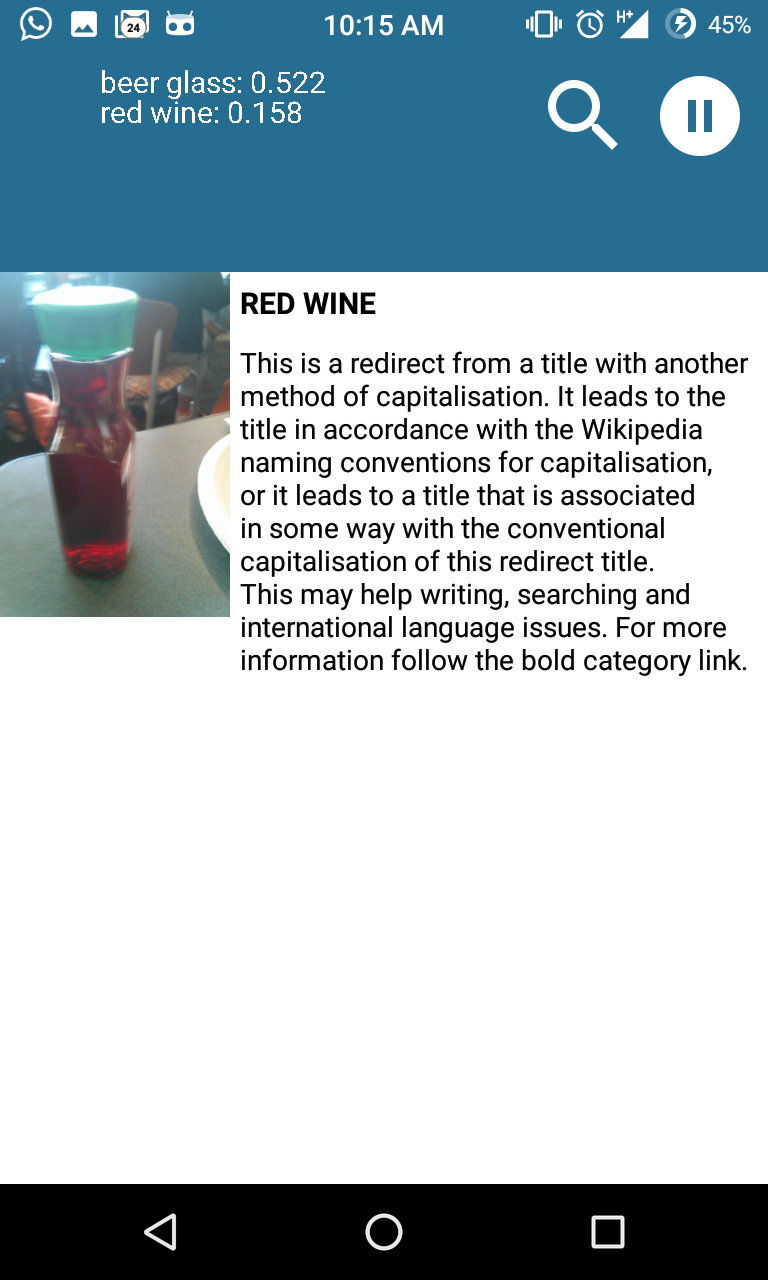 24
10:15 AM
H+
45%
beer glass: 0.522
red wine: 0.158
RED WINE
This is a redirect from a title with another
method of capitalisation. It leads to the
title in accordance with the Wikipedia
naming conventions for capitalisation,
or it leads to a title that is associated
in some way with the conventional
capitalisation of this redirect title.
This may help writing, searching and
international language issues. For more
information follow the bold category link.